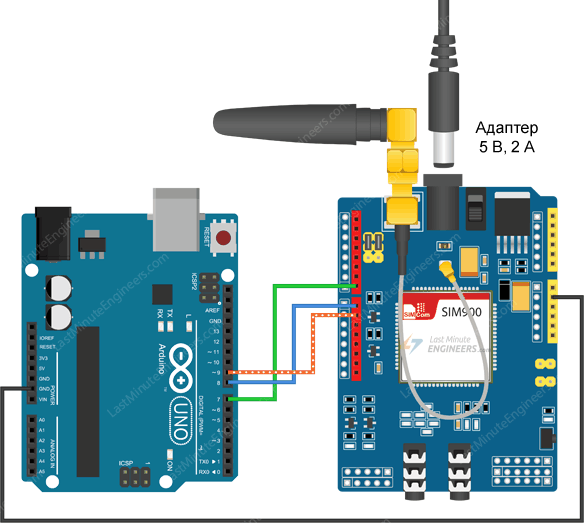 Адаптер
5 В, 2 А
LastMinuteEngineers.com
RESET
ICSP2
AREF
GND
13
12
~11
~10
~9
8
7
~6
~5
4
~3
2
TX0 ▸ 1
RX0 ◂ 0
DIGITAL (PWM~)
L
TX
RX
Arduino
UNO
ON
IOREF
RESET
3V3
5V
GND
GND
VIN
POWER
A0
A1
A2
A3
A4
A5
ANALOG IN
ICSP
1
SIMCom
SIM900
LAST MINUTE
ENGINEERS.com